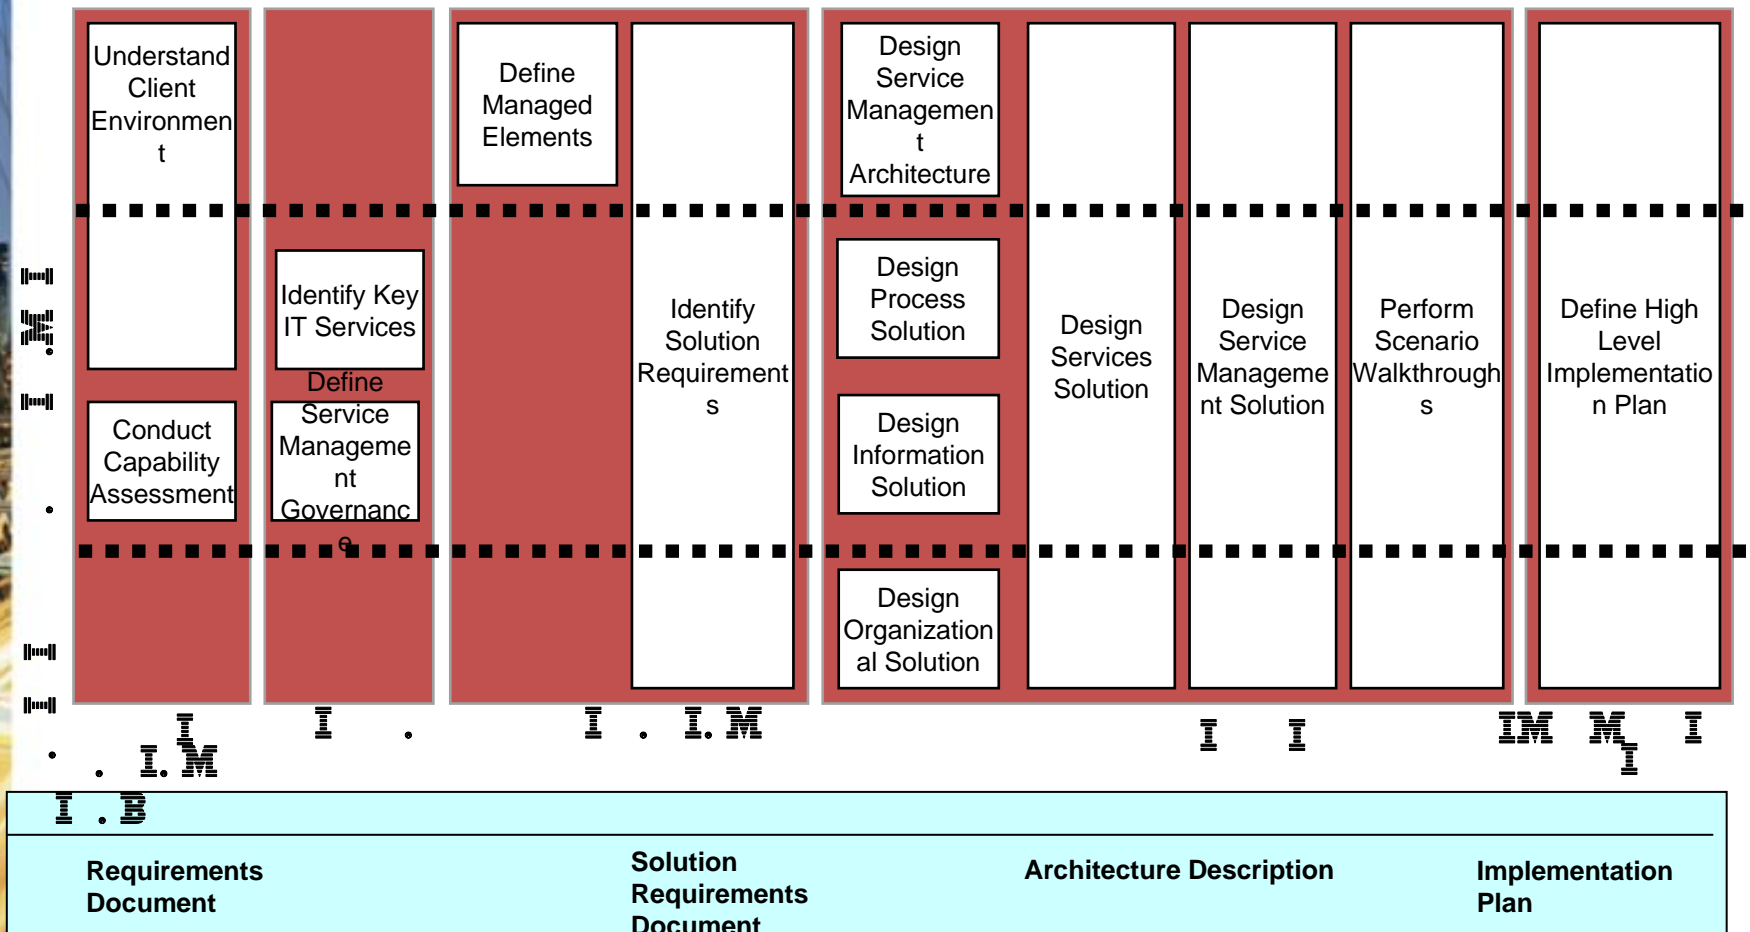 Understand
Client
Environmen
t
Conduct
Capability
Assessment
Identify Key
IT Services
Define
Service
Manageme
nt
Governanc
e
Define
Managed
Elements
Identify
Solution
Requirement
s
Design
Service
Managemen
t
Architecture
Design
Process
Solution
Design
Information
Solution
Design
Organization
al Solution
Design
Services
Solution
Design
Service
Manageme
nt Solution
Perform
Scenario
Walkthrough
s
Define High
Level
Implementatio
n Plan
I
I .
I . I. M
I I
IM M I
I
. . I. M
I . B
Requirements
Document
Solution
Requirements
Document
Architecture Description
Implementation
Plan